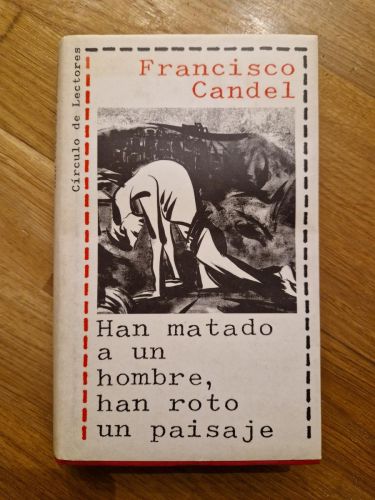 Círculo de Lectores
Francisco
Candel
Han matado
a un
hombre,
han roto
un paisaje